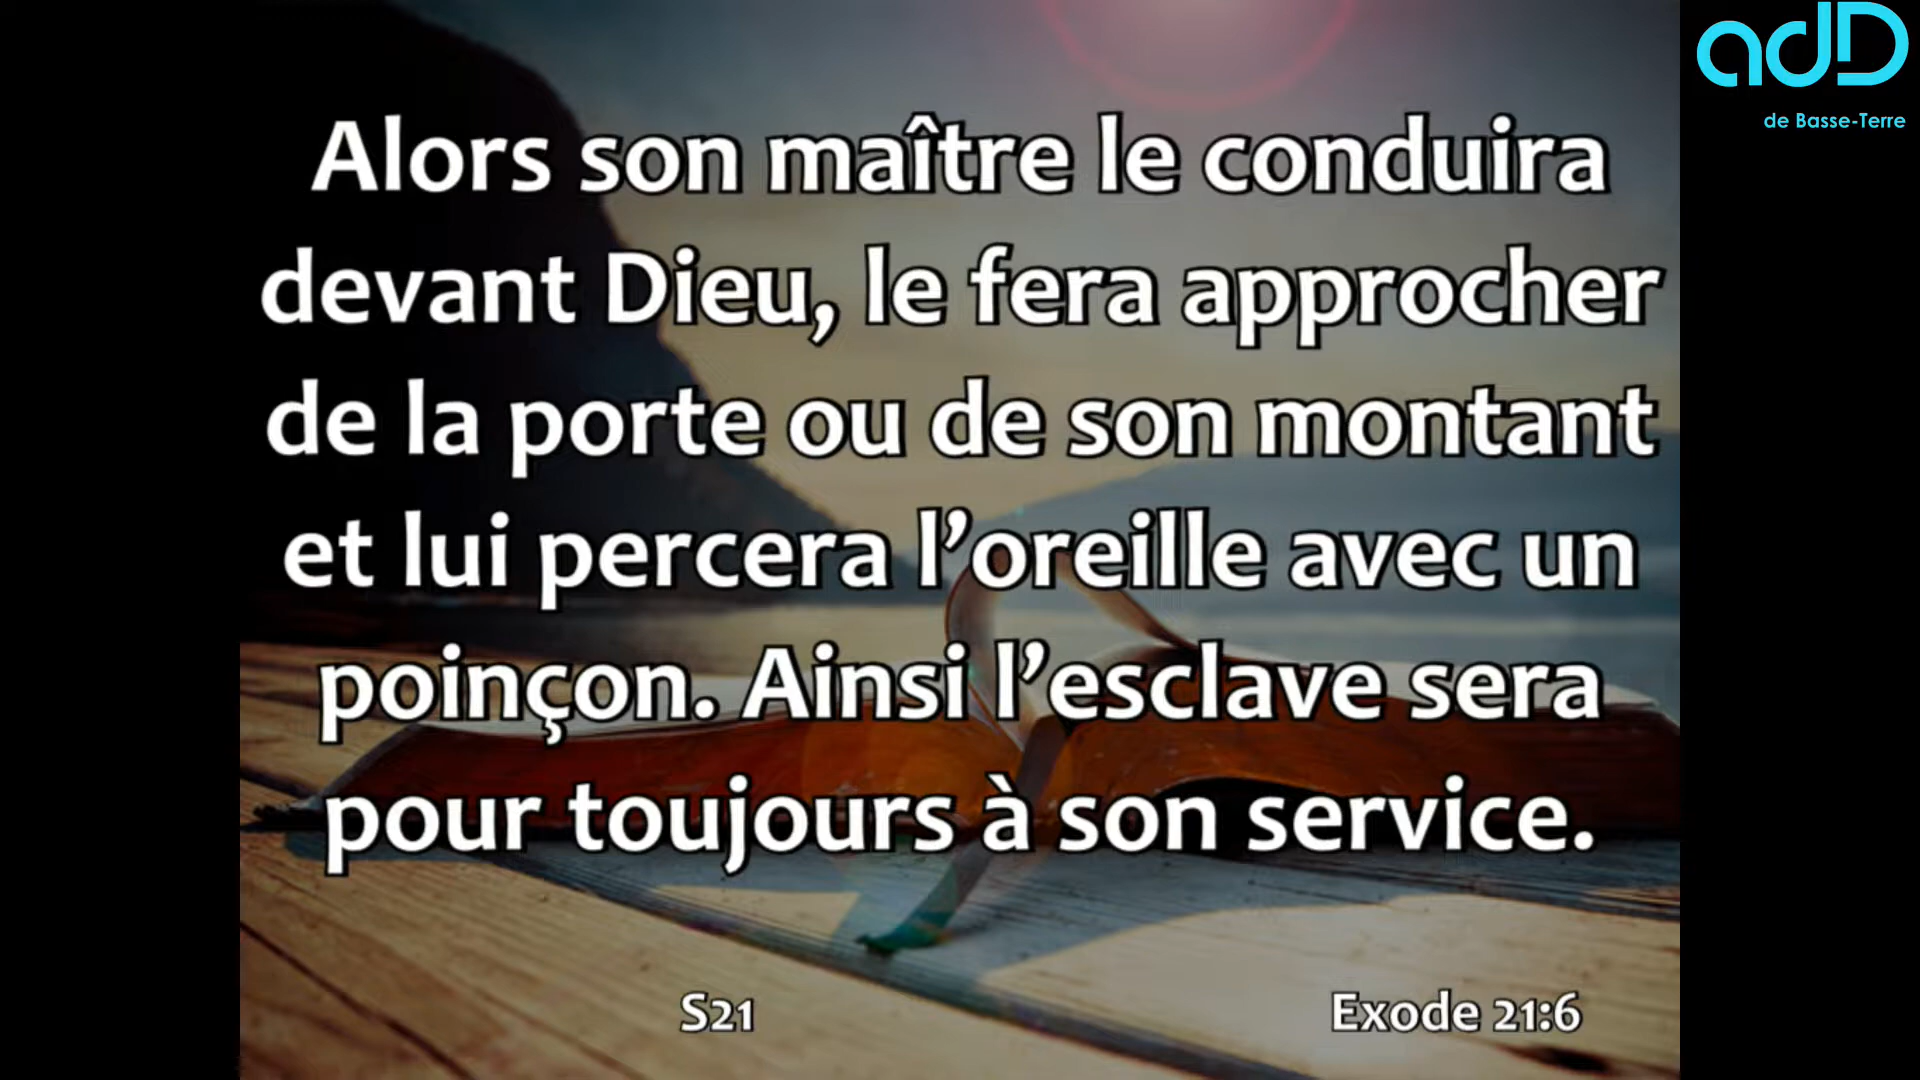 adD
de Basse-Terre
Alors son maître le conduira
devant Dieu, le fera approcher
de la porte ou de son montant
et lui percera l’oreille avec un
poinçon. Ainsi l’esclave sera
pour toujours à son service.
S21
Exode 21:6